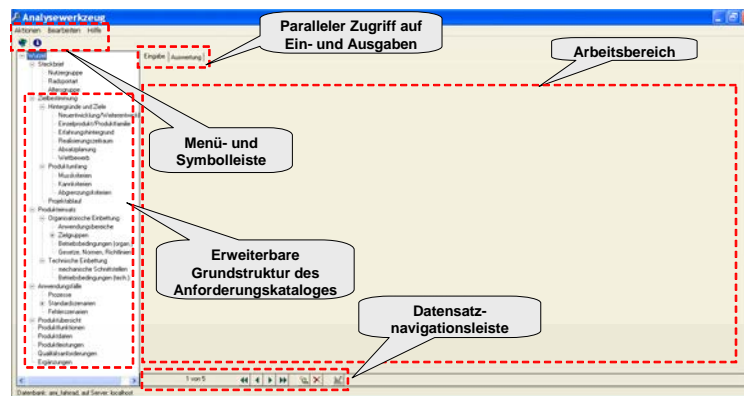 Analysewerkzeug
Aktionen Bearbeiten Hilfe
Paralleler Zugriff auf
Ein- und Ausgaben
Arbeitsbereich
Eingabe Auswertung
Wurzel
Steckbrief
Nutzergruppe
Radsportart
Altersgruppe
Zielbestimmung
Hintergründe und Ziele
Neuentwicklung/Weiterentwickl
Einzelprodukt/Produktfamilie
Erfahrungshintergrund
Realisierungszeitraum
Absatzplanung
Wettbewerb
Produktumfang
Musskriterien
Kannkriterien
Abgrenzungskriterien
Projektablauf
Produkteinsatz
Organisatorische Einbettung
Anwendungsbereiche
Zielgruppen
Betriebsbedingungen (organ.)
Gesetze, Normen, Richtlinien
Technische Einbettung
mechanische Schnittstellen
Betriebsbedingungen (tech.)
Anwendungsfälle
Prozesse
Standardszenarien
Fehlerszenarien
Produktübersicht
Produktfunktionen
Produktdaten
Produktleistungen
Qualitätsanforderungen
Ergänzungen
Menü- und
Symbolleiste
Erweiterbare
Grundstruktur des
Anforderungskataloges
Datensatz-
navigationsleiste
1 von 5
Datenbank: anj_fahrrad, auf Server: localhost